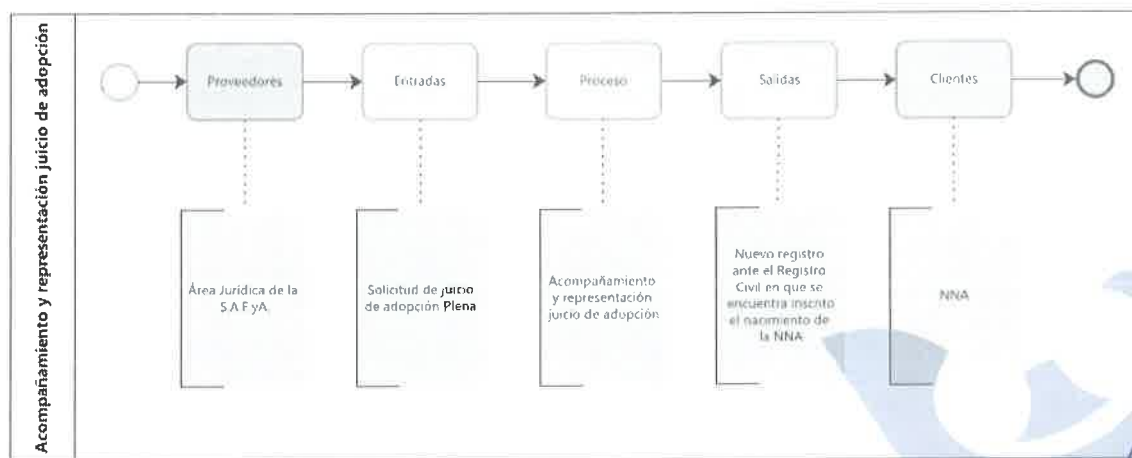 Acompañamiento y representación juicio de adopción
Proveedores
Entradas
Proceso
Salidas
Clientes
Área Jurídica de la
S.A.F.yA.
Solicitud de juicio
de adopción Plena
Acompañamiento
y representación
juicio de adopción
Nuevo registro
ante el Registro
Civil en que se
encuentra inscrito
el nacimiento de
la NNA
NNA